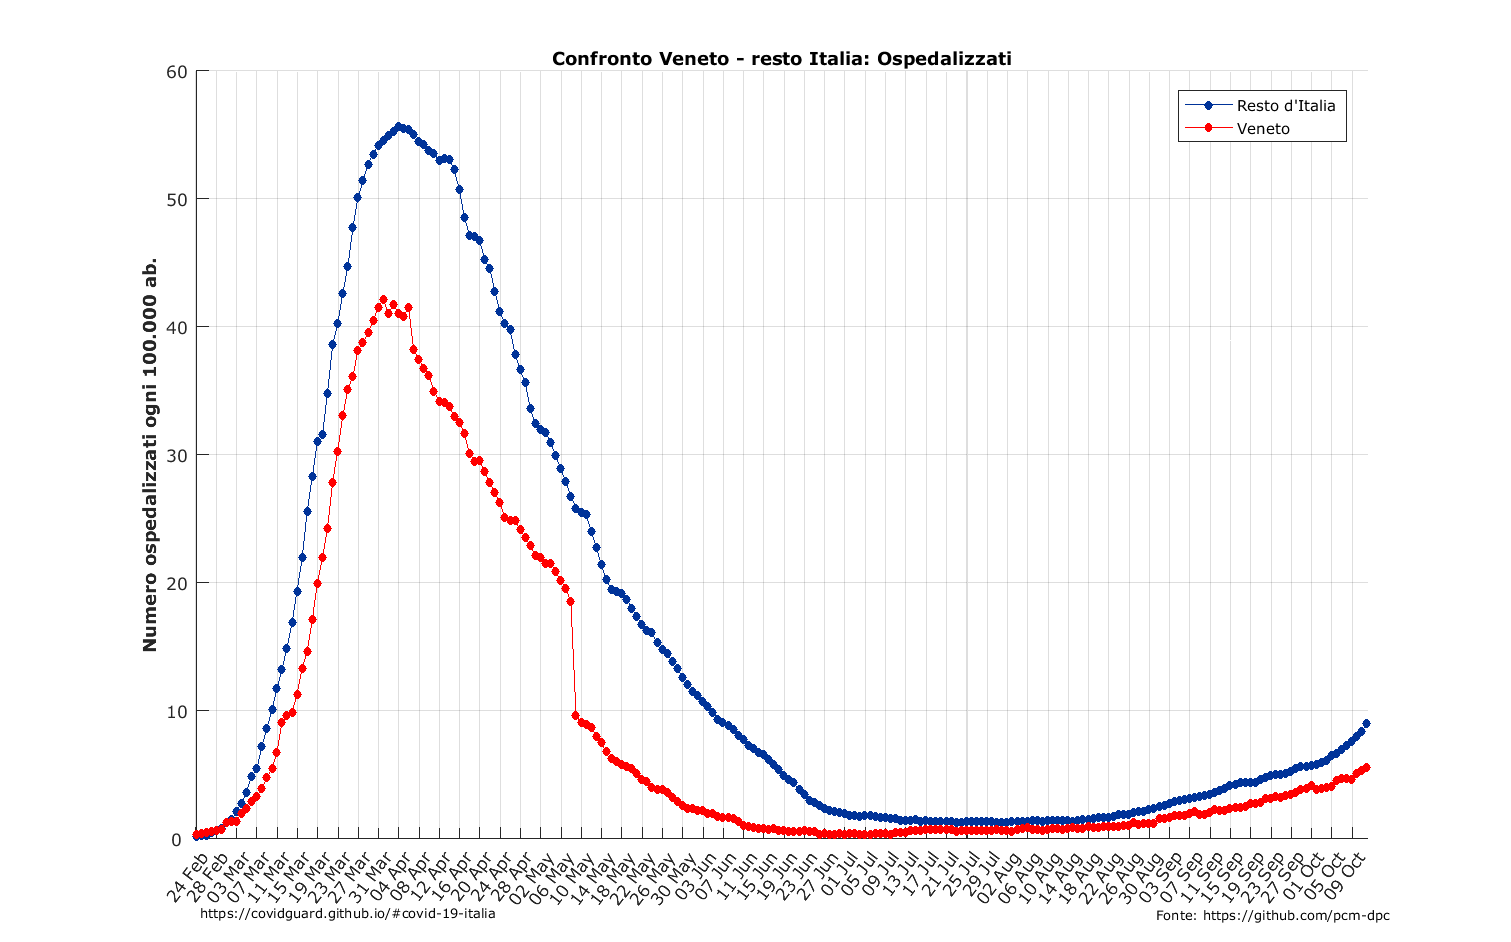 Confronto Veneto - resto Italia: Ospedalizzati
Numero ospedalizzati ogni 100.000 ab.
60
50
40
30
20
10
0
Resto d'Italia
Veneto
24 Feb
28 Feb
03 Mar
07 Mar
11 Mar
15 Mar
19 Mar
23 Mar
27 Mar
31 Mar
04 Apr
08 Apr
12 Apr
16 Apr
20 Apr
24 Apr
28 Apr
02 May
06 May
10 May
14 May
18 May
22 May
26 May
30 May
03 Jun
07 Jun
11 Jun
15 Jun
19 Jun
23 Jun
27 Jun
01 Jul
05 Jul
09 Jul
13 Jul
17 Jul
21 Jul
25 Jul
29 Jul
02 Aug
06 Aug
10 Aug
14 Aug
18 Aug
22 Aug
26 Aug
30 Aug
03 Sep
07 Sep
11 Sep
15 Sep
19 Sep
23 Sep
27 Sep
01 Oct
05 Oct
09 Oct
https://covidguard.github.io/#covid-19-italia
Fonte: https://github.com/pcm-dpc